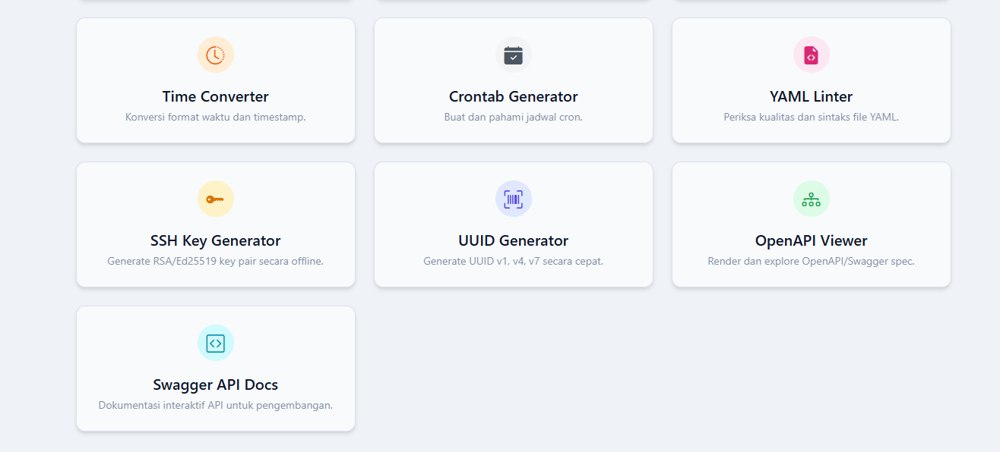 Time Converter
Konversi format waktu dan timestamp.
Crontab Generator
Buat dan pahami jadwal cron.
YAML Linter
Periksa kualitas dan sintaks file YAML.
SSH Key Generator
Generate RSA/Ed25519 key pair secara offline.
UUID Generator
Generate UUID v1, v4, v7 secara cepat.
OpenAPI Viewer
Render dan explore OpenAPI/Swagger spec.
Swagger API Docs
Dokumentasi interaktif API untuk pengembangan.